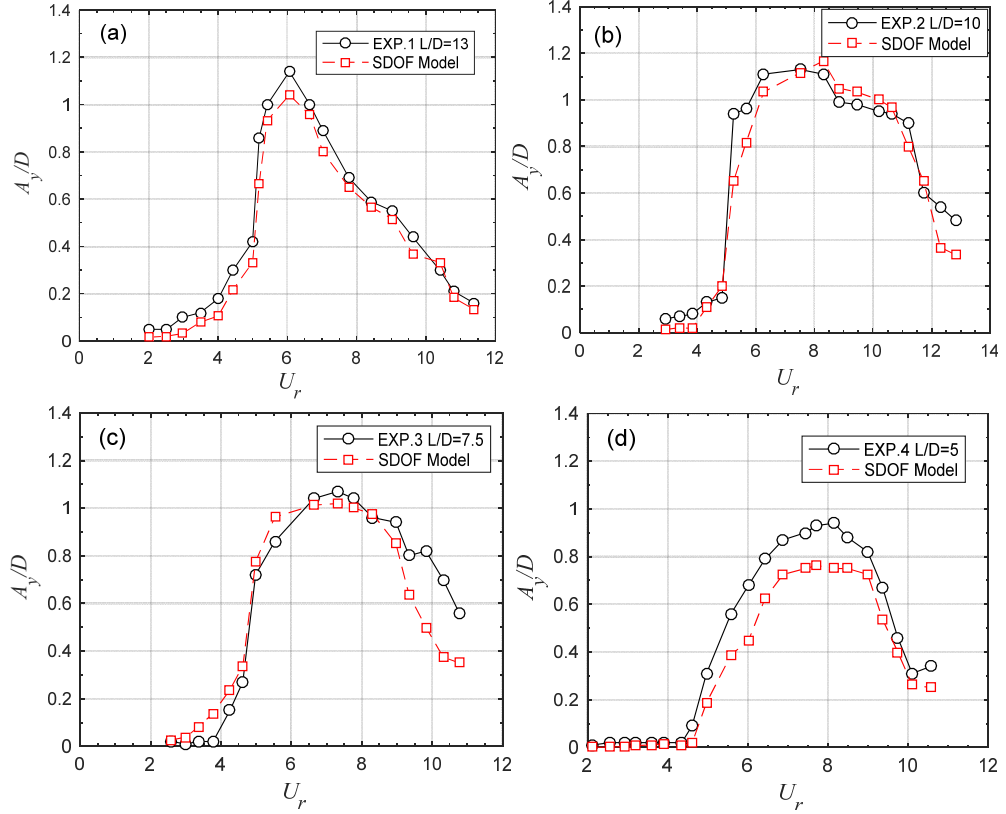 (a)
EXP.1 L/D=13
SDOF Model
1.4
1.2
1
0.8
0.6
0.4
0.2
0
A_y/D
0 2 4 6 8 10 12
U_r
(b)
EXP.2 L/D=10
SDOF Model
1.4
1.2
1
0.8
0.6
0.4
0.2
0
A_y/D
0 2 4 6 8 10 12 14
U_r
(c)
EXP.3 L/D=7.5
SDOF Model
1.4
1.2
1
0.8
0.6
0.4
0.2
0
A_y/D
0 2 4 6 8 10 12
U_r
(d)
EXP.4 L/D=5
SDOF Model
1.4
1.2
1
0.8
0.6
0.4
0.2
0
A_y/D
2 4 6 8 10 12
U_r